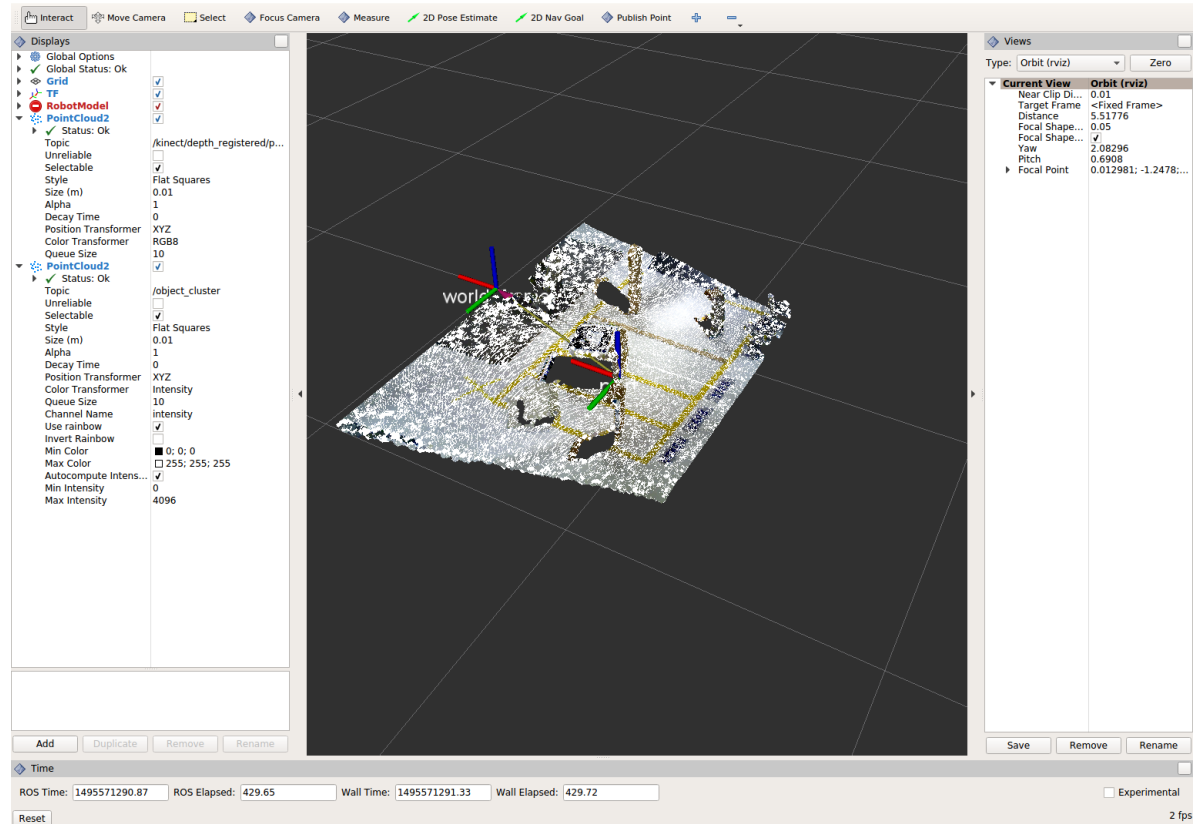 Interact Move Camera Select Focus Camera Measure 2D Pose Estimate 2D Nav Goal Publish Point
Displays
Global Options
Global Status: Ok
Grid
TF
RobotModel
PointCloud2
Status: Ok
Topic /kinect/depth_registered/p...
Unreliable
Selectable
Style Flat Squares
Size (m) 0.01
Alpha 1
Decay Time 0
Position Transformer XYZ
Color Transformer RGB8
Queue Size 10
PointCloud2
Status: Ok
Topic /object_cluster
Unreliable
Selectable
Style Flat Squares
Size (m) 0.01
Alpha 1
Decay Time 0
Position Transformer XYZ
Color Transformer Intensity
Queue Size 10
Channel Name intensity
Use rainbow
Invert Rainbow
Min Color 0; 0; 0
Max Color 255; 255; 255
Autocompute Intens...
Min Intensity 0
Max Intensity 4096
Add Duplicate Remove Rename
Views
Type: Orbit (rviz) Zero
Current View Orbit (rviz)
Near Clip Di... 0.01
Target Frame <Fixed Frame>
Distance 5.51776
Focal Shape... 0.05
Focal Shape...
Yaw 2.08296
Pitch 0.6908
Focal Point 0.012981; -1.2478;...
Save Remove Rename
Time
ROS Time: 1495571290.87 ROS Elapsed: 429.65 Wall Time: 1495571291.33 Wall Elapsed: 429.72 Experimental
Reset 2 fps